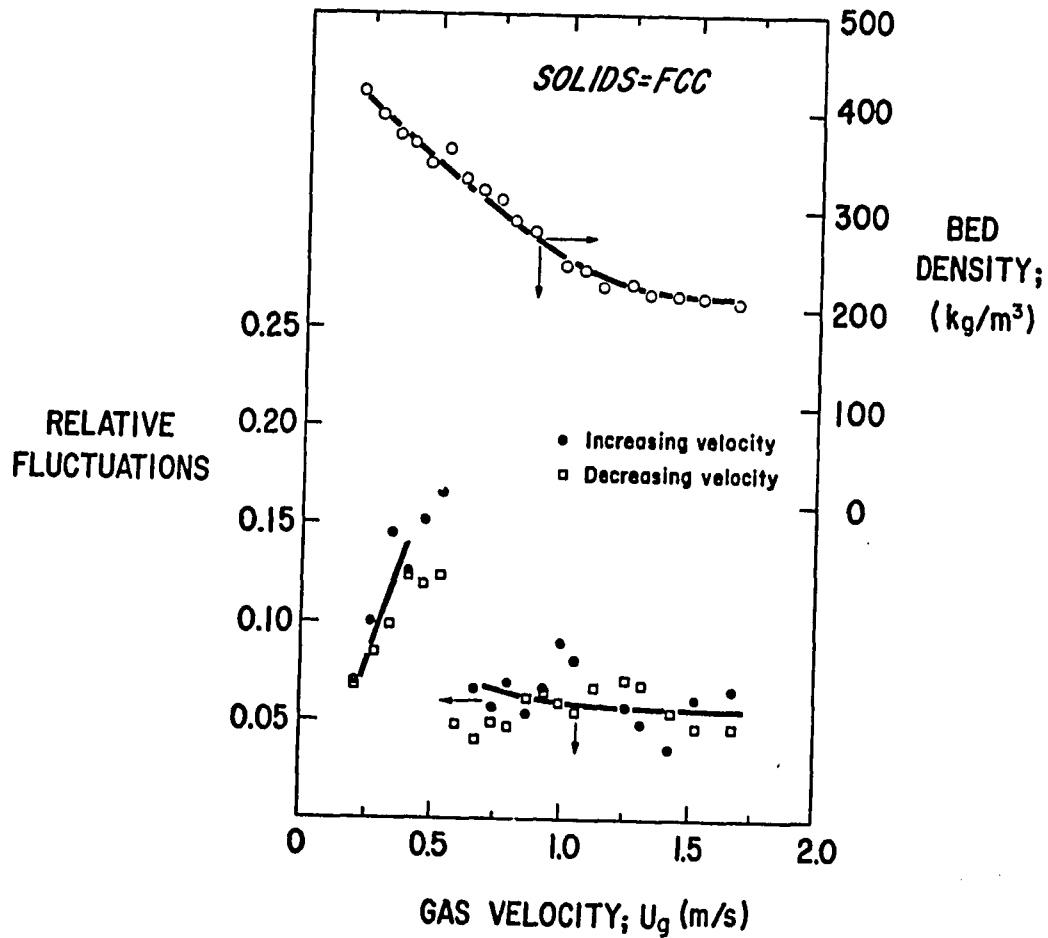 500
SOLIDS=FCC
400
300
BED
DENSITY;
(kg/m³)
200
0.25
100
0.20
RELATIVE
FLUCTUATIONS
Increasing velocity
Decreasing velocity
0.15
0
0.10
0.05
0
0.5
1.0
1.5
2.0
GAS VELOCITY; Ug (m/s)